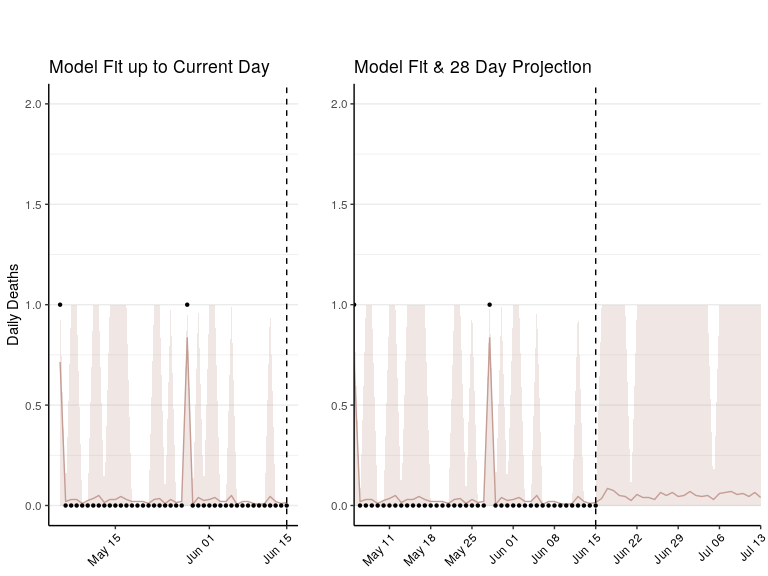 Model Fit up to Current Day
Model Fit & 28 Day Projection
Daily Deaths
2.0
1.5
1.0
0.5
0.0
May 15
Jun 01
Jun 15
2.0
1.5
1.0
0.5
0.0
May 11
May 18
May 25
Jun 01
Jun 08
Jun 15
Jun 22
Jun 29
Jul 06
Jul 13